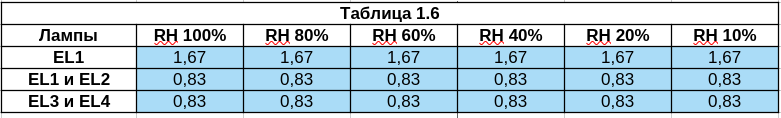 Таблица 1.6
Лампы RH 100% RH 80% RH 60% RH 40% RH 20% RH 10%
EL1 1,67 1,67 1,67 1,67 1,67 1,67
EL1 и EL2 0,83 0,83 0,83 0,83 0,83 0,83
EL3 и EL4 0,83 0,83 0,83 0,83 0,83 0,83